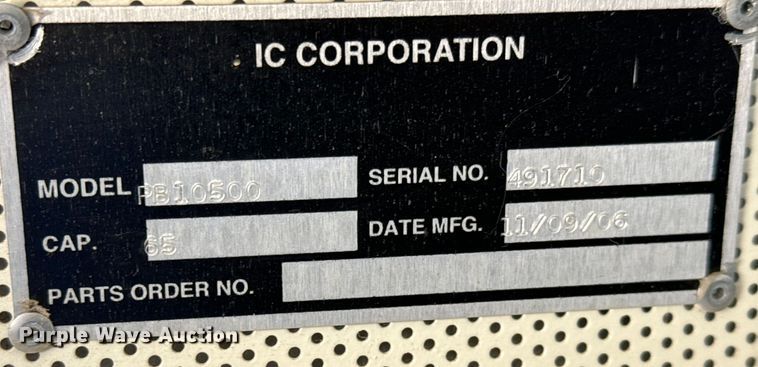 IC CORPORATION
MODEL PB10500 SERIAL NO. 491710
CAP. 65 DATE MFG. 11/09/06
PARTS ORDER NO.
Purple Wave Auction